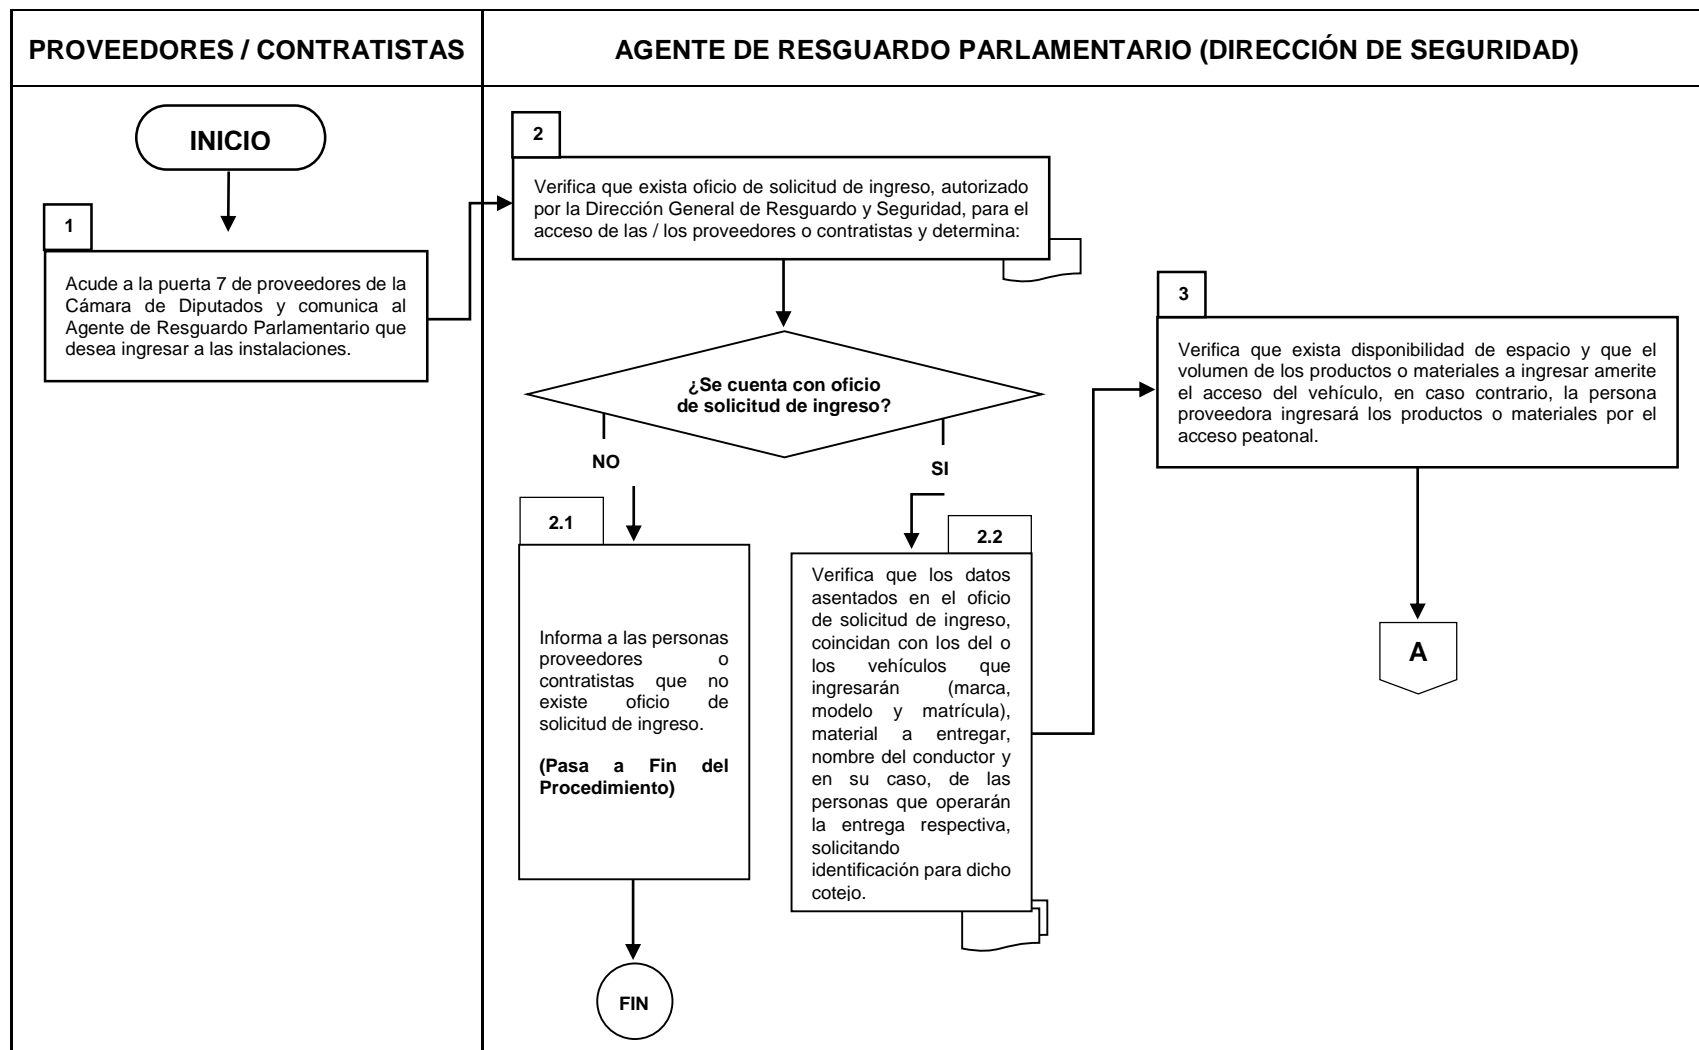 PROVEEDORES / CONTRATISTAS
AGENTE DE RESGUARDO PARLAMENTARIO (DIRECCIÓN DE SEGURIDAD)
INICIO
1
Acude a la puerta 7 de proveedores de la
Cámara de Diputados y comunica al
Agente de Resguardo Parlamentario que
desea ingresar a las instalaciones.
2
Verifica que exista oficio de solicitud de ingreso, autorizado
por la Dirección General de Resguardo y Seguridad, para el
acceso de las / los proveedores o contratistas y determina:
¿Se cuenta con oficio
de solicitud de ingreso?
NO
SI
2.1
Informa a las personas
proveedores o
contratistas que no
existe oficio de
solicitud de ingreso.
(Pasa a Fin del
Procedimiento)
FIN
2.2
Verifica que los datos
asentados en el oficio
de solicitud de ingreso,
coincidan con los del o
los vehículos que
ingresarán (marca,
modelo y matrícula),
material a entregar,
nombre del conductor y
en su caso, de las
personas que operarán
la entrega respectiva,
solicitando
identificación para dicho
cotejo.
3
Verifica que exista disponibilidad de espacio y que el
volumen de los productos o materiales a ingresar amerite
el acceso del vehículo, en caso contrario, la persona
proveedora ingresará los productos o materiales por el
acceso peatonal.
A